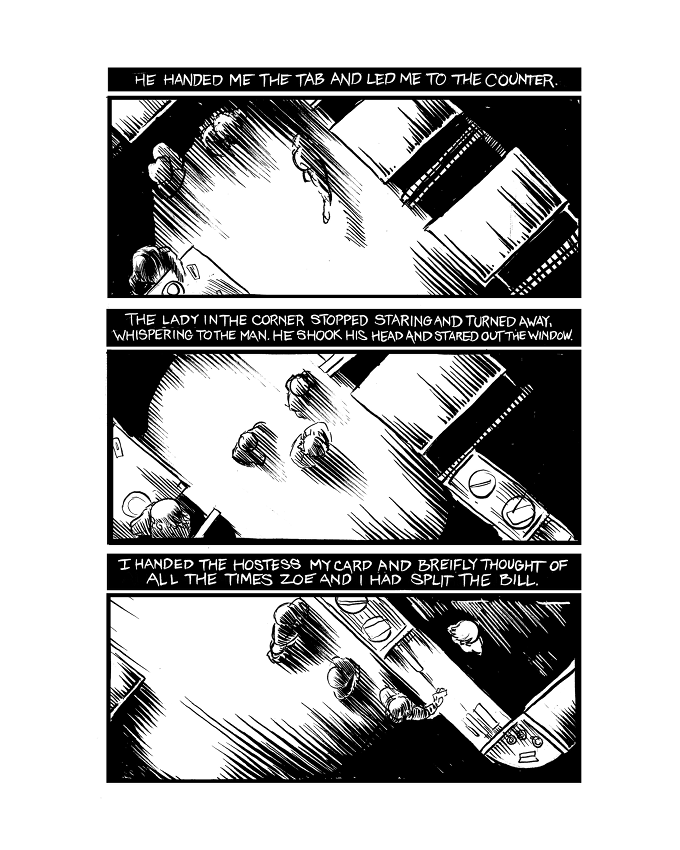 HE HANDED ME THE TAB AND LED ME TO THE COUNTER.
THE LADY IN THE CORNER STOPPED STARING AND TURNED AWAY,
WHISPERING TO THE MAN. HE SHOOK HIS HEAD AND STARED OUT THE WINDOW.
I HANDED THE HOSTESS MY CARD AND BREIFLY THOUGHT OF
ALL THE TIMES ZOE AND I HAD SPLIT THE BILL.